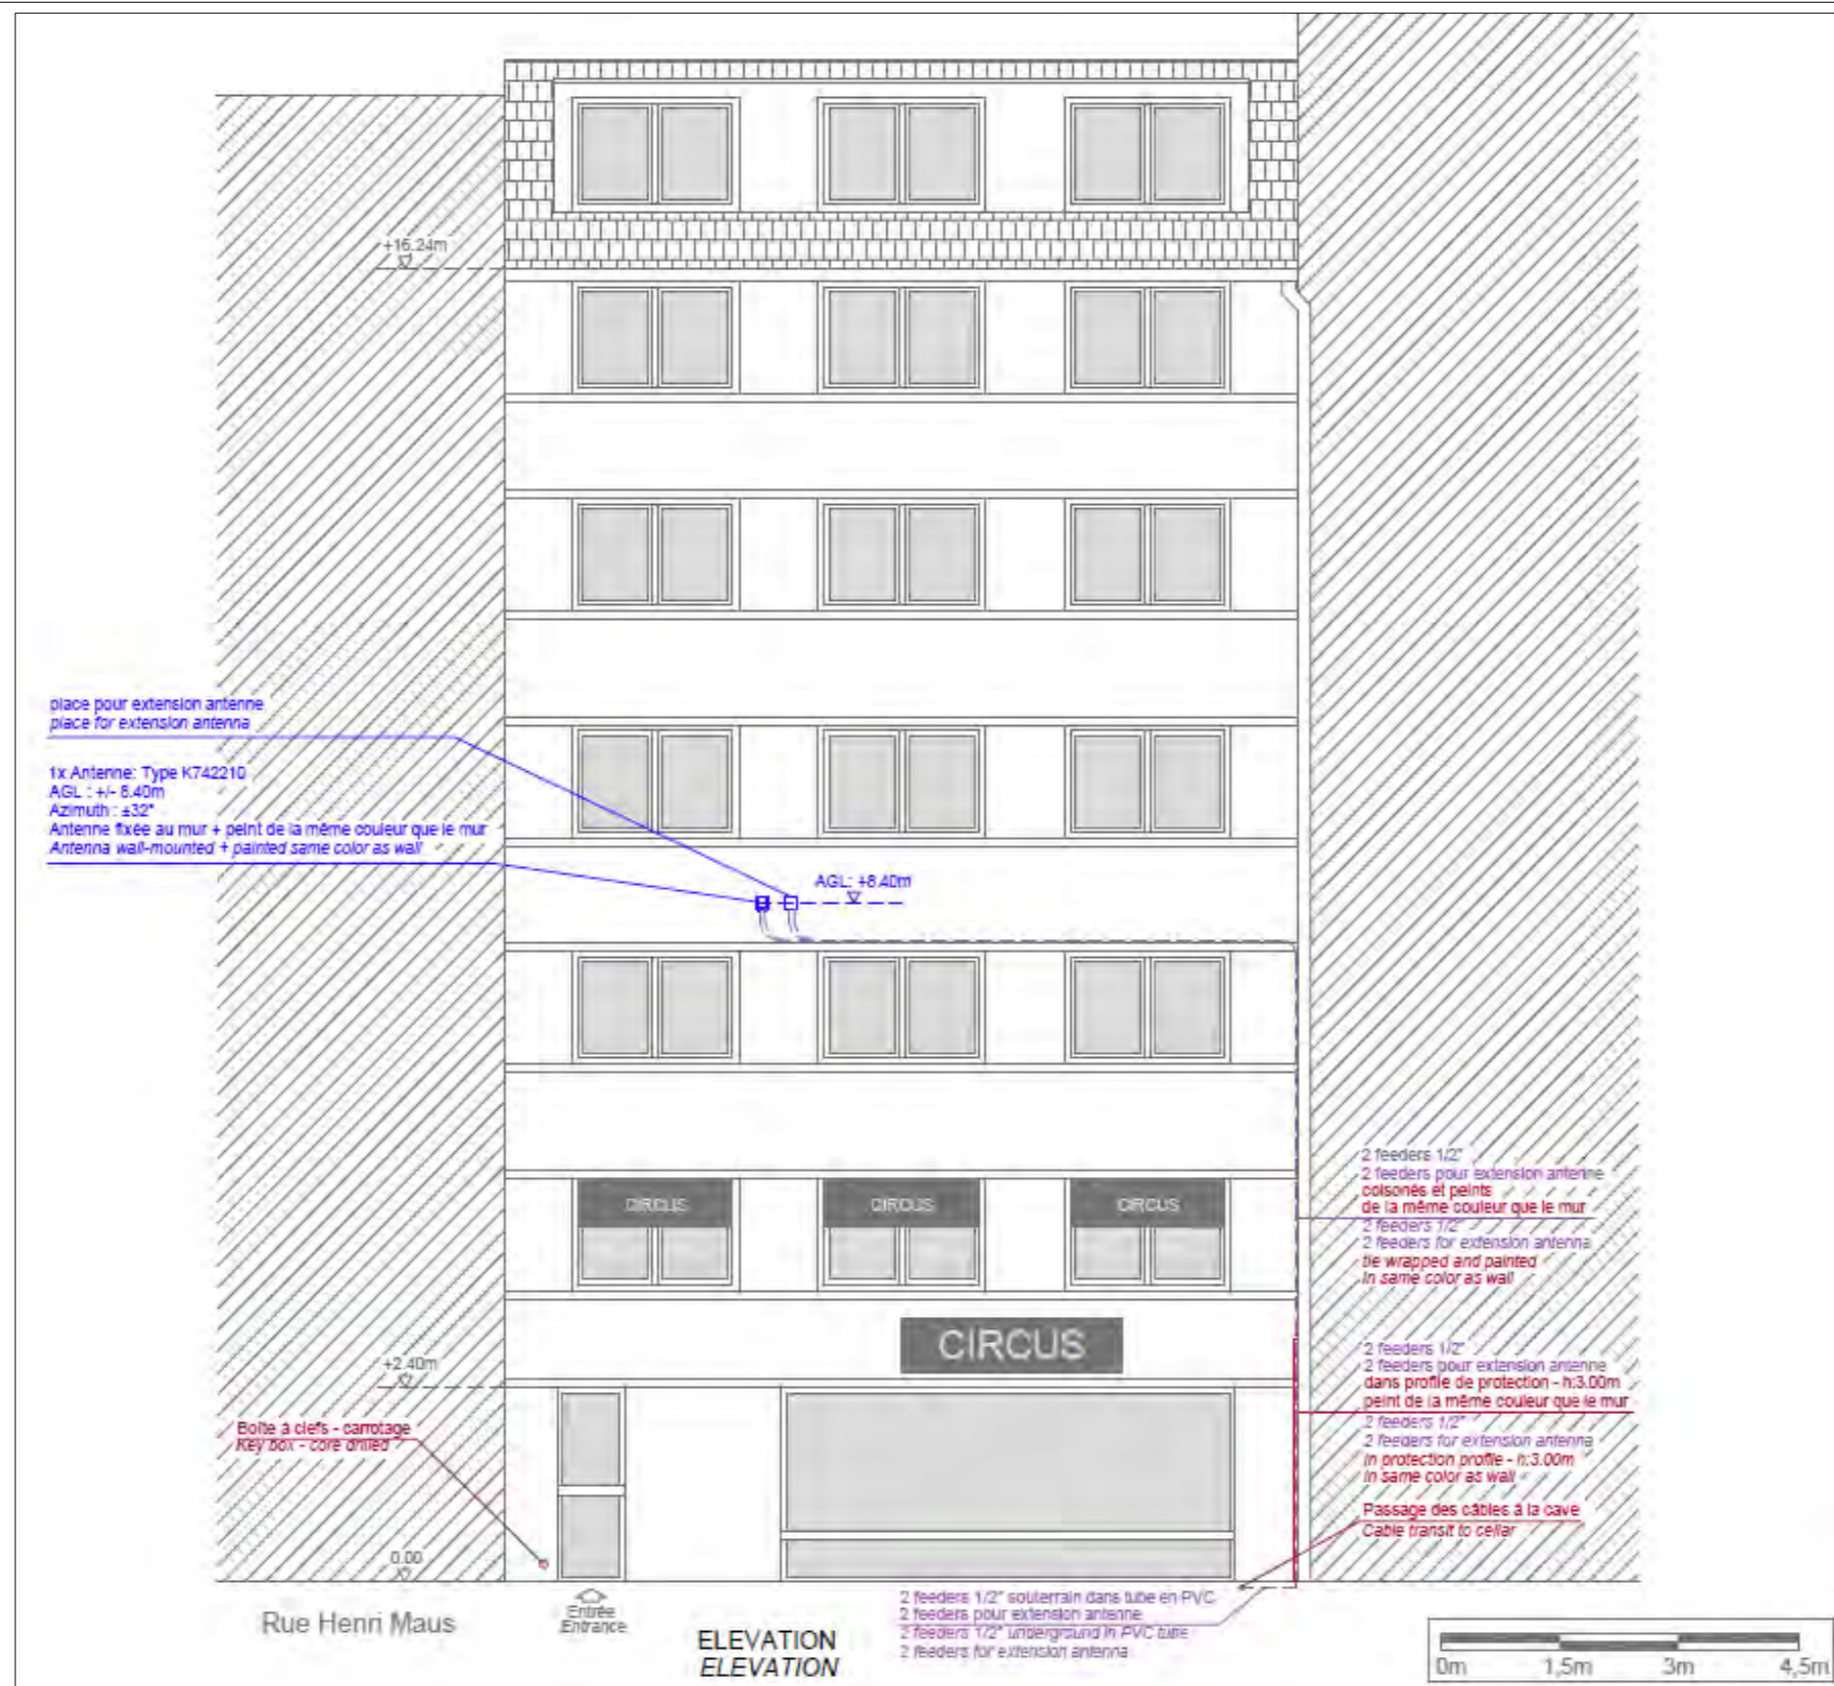 +16.24m
place pour extension antenne
place for extension antenna
1x Antenne: Type K742210
AGL : +/- 8.40m
Azimuth : ±32°
Antenne fixée au mur + peint de la même couleur que le mur
Antenna wall-mounted + painted same color as wall
AGL: +8.40m
2 feeders 1/2"
2 feeders pour extension antenne
colsonés et peints
de la même couleur que le mur
2 feeders 1/2"
2 feeders for extension antenna
tie wrapped and painted
in same color as wall
CIRCUS
CIRCUS
CIRCUS
CIRCUS
+2.40m
2 feeders 1/2"
2 feeders pour extension antenne
dans profile de protection - h:3.00m
peint de la même couleur que le mur
2 feeders 1/2"
2 feeders for extension antenna
in protection profile - h:3.00m
in same color as wall
Boîte à clefs - carrotage
Key box - core drilled
Passage des câbles à la cave
Cable transit to cellar
0.00
Rue Henri Maus
Entrée
Entrance
2 feeders 1/2" souterrain dans tube en PVC
2 feeders pour extension antenne
2 feeders 1/2" underground in PVC tube
2 feeders for extension antenna
ELEVATION
ELEVATION
0m 1,5m 3m 4,5m